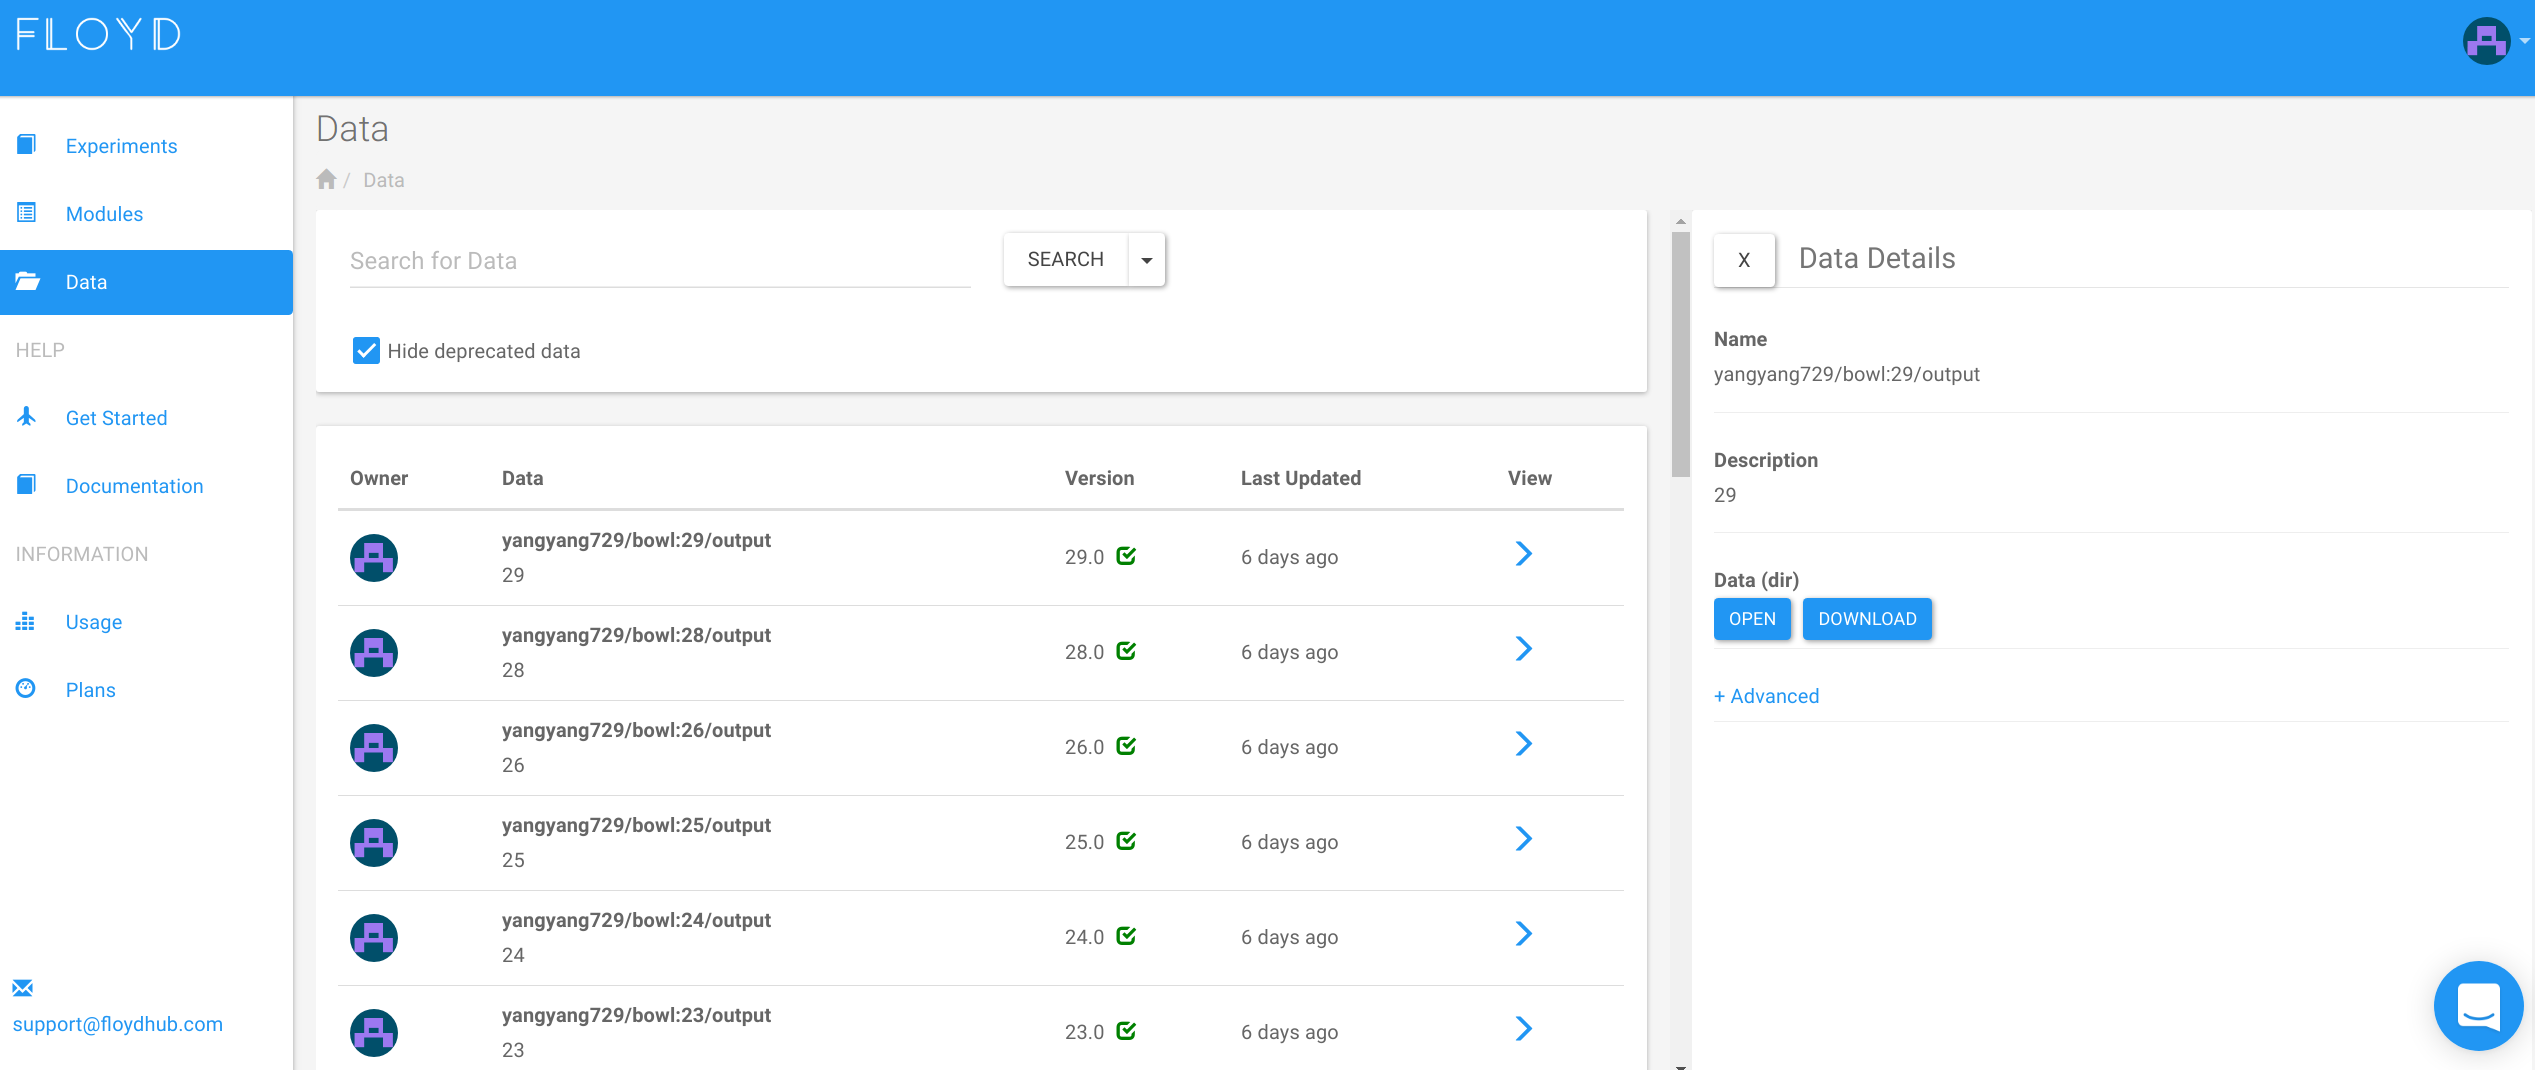 FLOYD
Experiments
Modules
Data
HELP
Get Started
Documentation
INFORMATION
Usage
Plans
support@floydhub.com
Data
/ Data
Search for Data
SEARCH
Hide deprecated data
Owner Data Version Last Updated View
yangyang729/bowl:29/output
29
29.0 6 days ago
yangyang729/bowl:28/output
28
28.0 6 days ago
yangyang729/bowl:26/output
26
26.0 6 days ago
yangyang729/bowl:25/output
25
25.0 6 days ago
yangyang729/bowl:24/output
24
24.0 6 days ago
yangyang729/bowl:23/output
23
23.0 6 days ago
X Data Details
Name
yangyang729/bowl:29/output
Description
29
Data (dir)
OPEN DOWNLOAD
+ Advanced